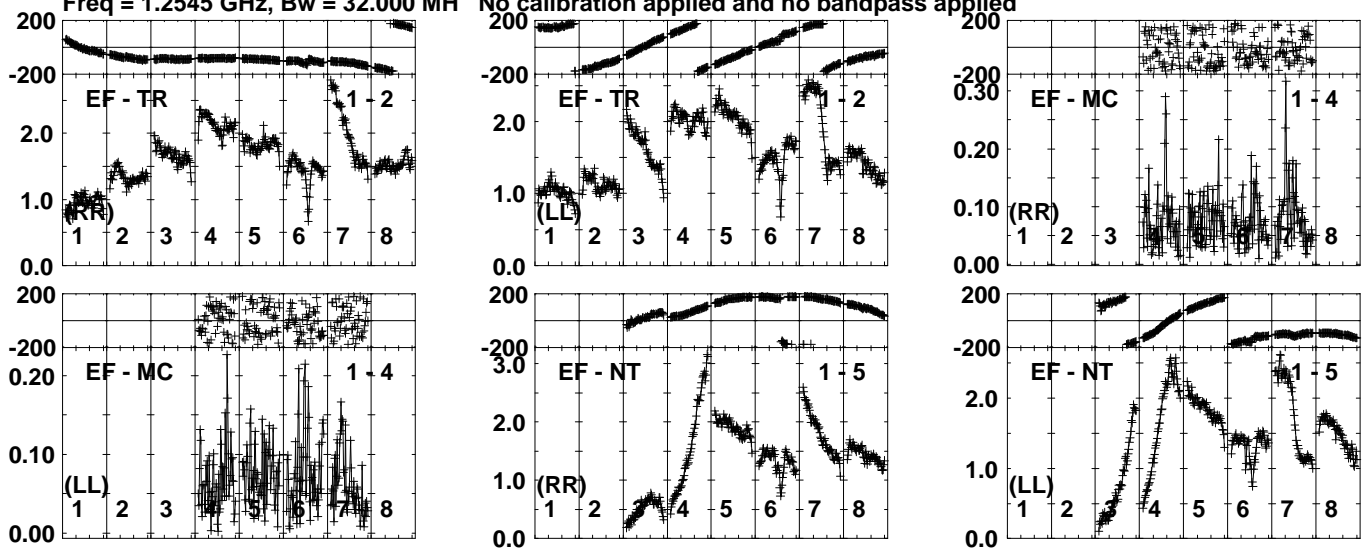 Freq = 1.2545 GHz, Bw = 32.000 MH No calibration applied and no bandpass applied
200
-200
EF - TR 1 - 2
2.0
1.0
(RR)
1 2 3 4 5 6 7 8
0.0
200
-200
EF - TR 1 - 2
2.0
1.0
(LL)
1 2 3 4 5 6 7 8
0.0
200
-200
0.30
EF - MC 1 - 4
0.20
0.10
(RR)
1 2 3 4 5 6 7 8
0.00
200
-200
EF - MC 1 - 4
0.20
0.10
(LL)
1 2 3 4 5 6 7 8
0.00
200
-200
3.0
EF - NT 1 - 5
2.0
1.0
(RR)
1 2 3 4 5 6 7 8
0.0
200
-200
EF - NT 1 - 5
2.0
1.0
(LL)
1 2 3 4 5 6 7 8
0.0